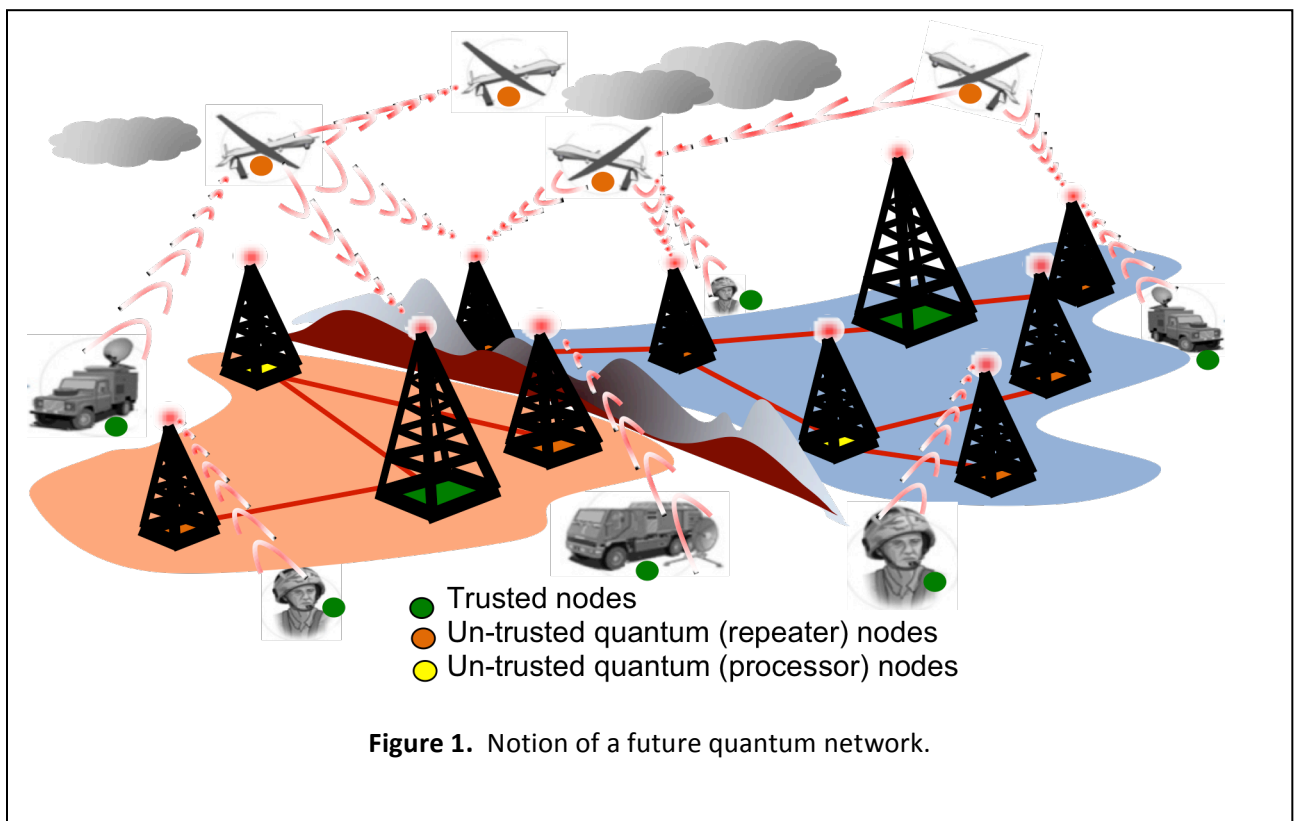 Trusted nodes
Un-trusted quantum (repeater) nodes
Un-trusted quantum (processor) nodes
Figure 1. Notion of a future quantum network.